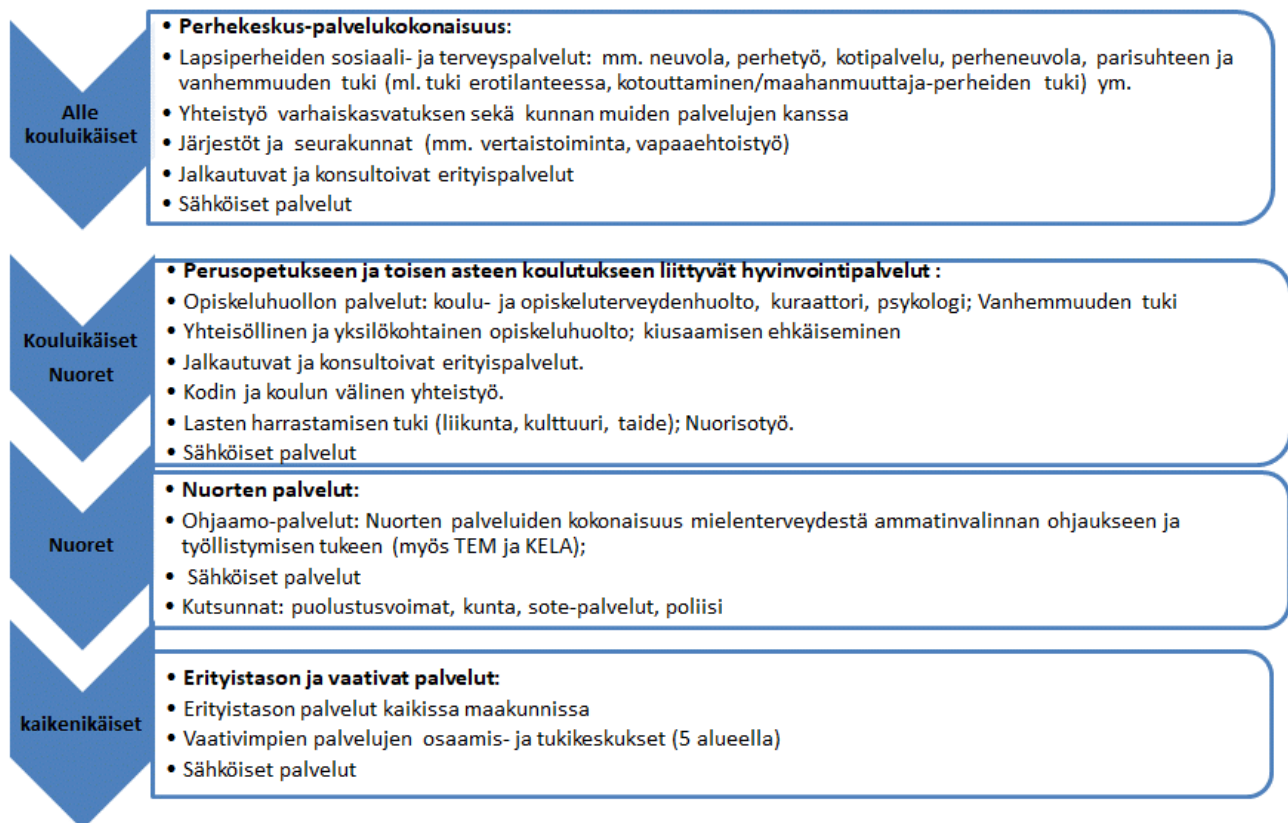 Alle
kouluikäiset
• Perhekeskus-palvelukokonaisuus:
• Lapsiperheiden sosiaali- ja terveyspalvelut: mm. neuvola, perhetyö, kotipalvelu, perheneuvola, parisuhteen ja
vanhemmuuden tuki (ml. tuki erotilanteessa, kotouttaminen/maahanmuuttaja-perheiden tuki) ym.
• Yhteistyö varhaiskasvatuksen sekä kunnan muiden palvelujen kanssa
• Järjestöt ja seurakunnat (mm. vertaistoiminta, vapaaehtoistyö)
• Jalkautuvat ja konsultoivat erityispalvelut
• Sähköiset palvelut
Kouluikäiset
Nuoret
• Perusopetukseen ja toisen asteen koulutukseen liittyvät hyvinvointipalvelut :
• Opiskeluhuollon palvelut: koulu- ja opiskeluterveydenhuolto, kuraattori, psykologi; Vanhemmuuden tuki
• Yhteisöllinen ja yksilökohtainen opiskeluhuolto; kiusaamisen ehkäiseminen
• Jalkautuvat ja konsultoivat erityispalvelut.
• Kodin ja koulun välinen yhteistyö.
• Lasten harrastamisen tuki (liikunta, kulttuuri, taide); Nuorisotyö.
• Sähköiset palvelut
Nuoret
• Nuorten palvelut:
• Ohjaamo-palvelut: Nuorten palveluiden kokonaisuus mielenterveydestä ammatinvalinnan ohjaukseen ja
työllistymisen tukeen (myös TEM ja KELA);
• Sähköiset palvelut
• Kutsunnat: puolustusvoimat, kunta, sote-palvelut, poliisi
kaikenikäiset
• Erityistason ja vaativat palvelut:
• Erityistason palvelut kaikissa maakunnissa
• Vaativimpien palvelujen osaamis- ja tukikeskukset (5 alueella)
• Sähköiset palvelut